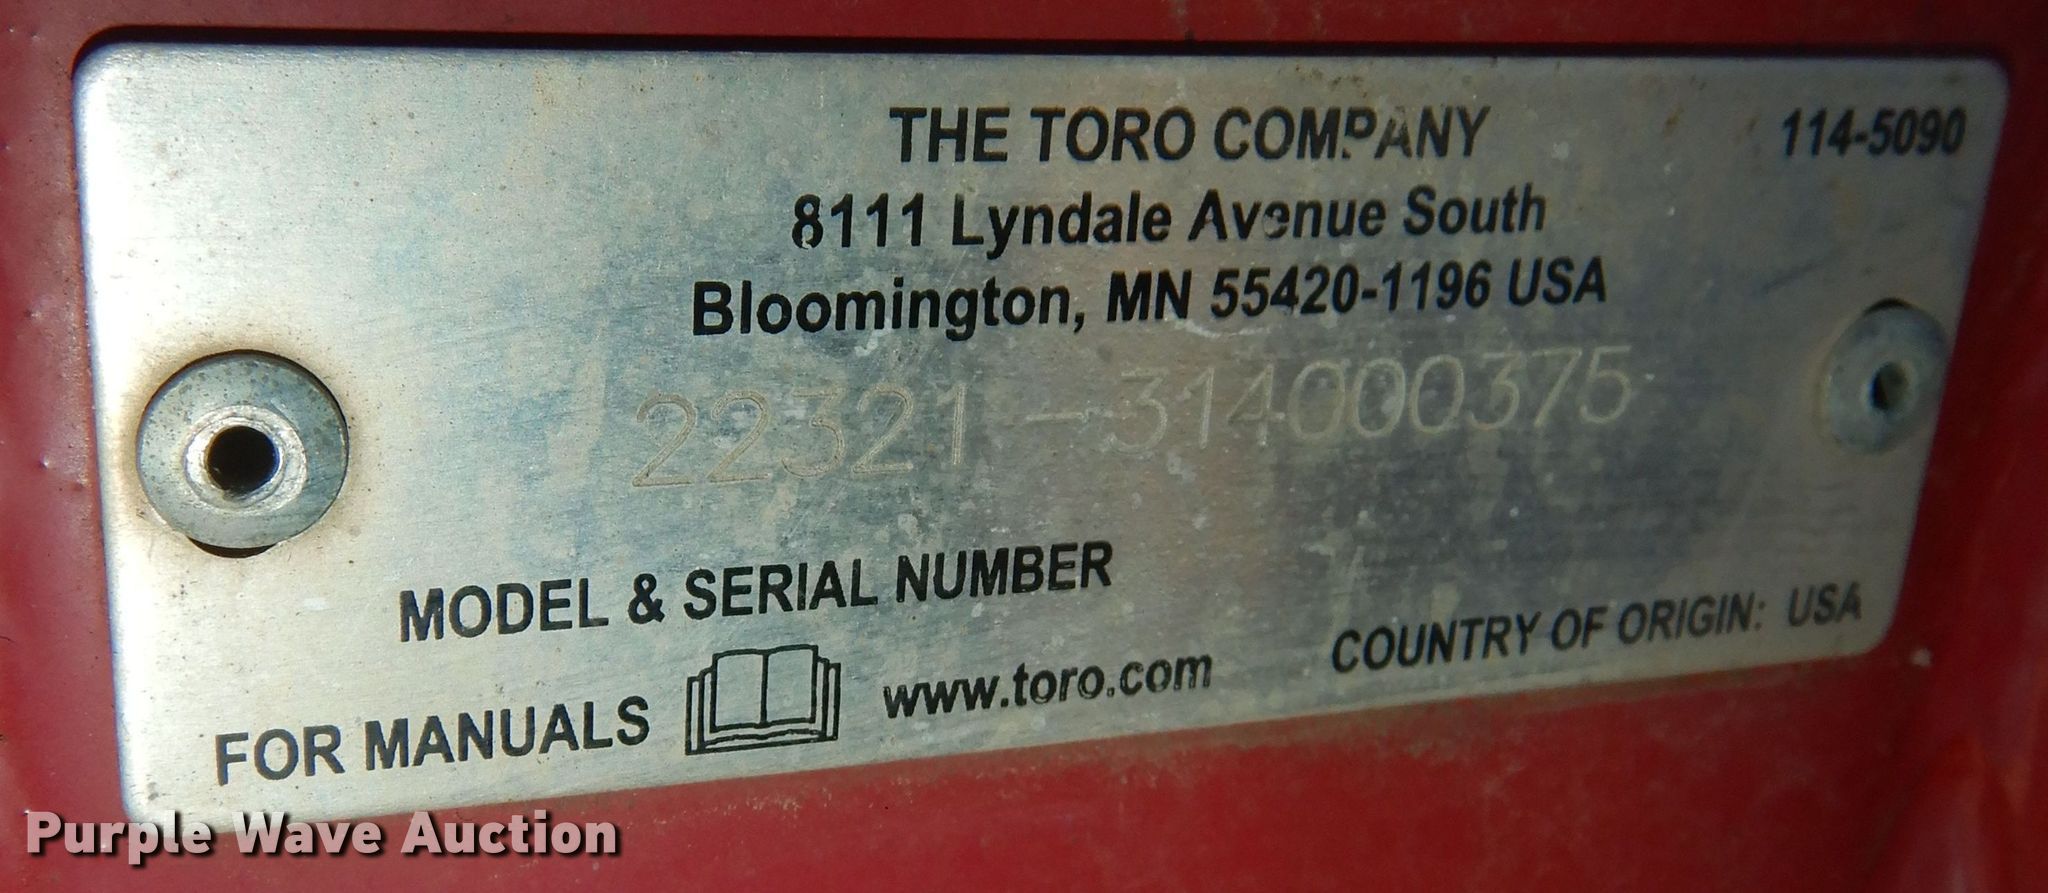 THE TORO COMPANY
114-5090
8111 Lyndale Avenue South
Bloomington, MN 55420-1196 USA
22321-314000375
MODEL & SERIAL NUMBER
FOR MANUALS www.toro.com
COUNTRY OF ORIGIN: USA
Purple Wave Auction